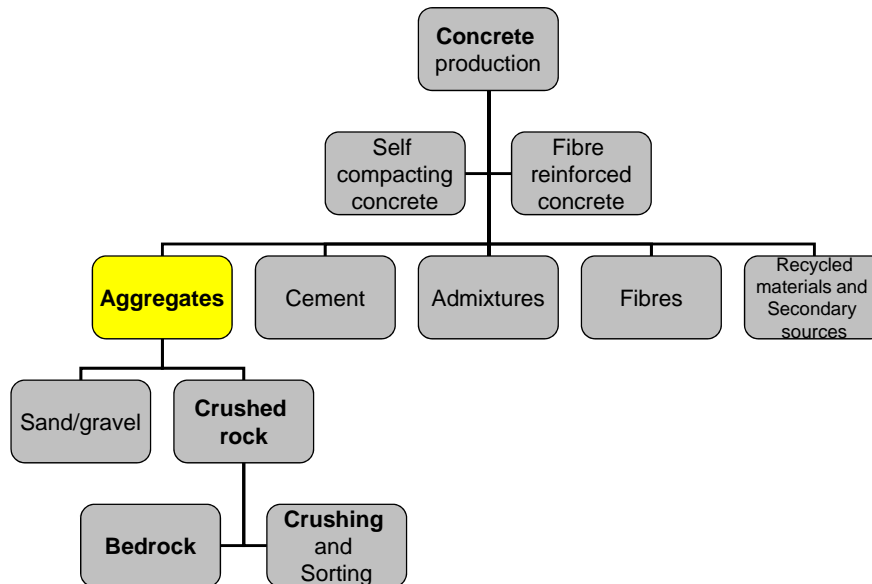 Concrete
production
Self
compacting
concrete
Fibre
reinforced
concrete
Aggregates
Cement
Admixtures
Fibres
Recycled
materials and
Secondary
sources
Sand/gravel
Crushed
rock
Bedrock
Crushing
and
Sorting